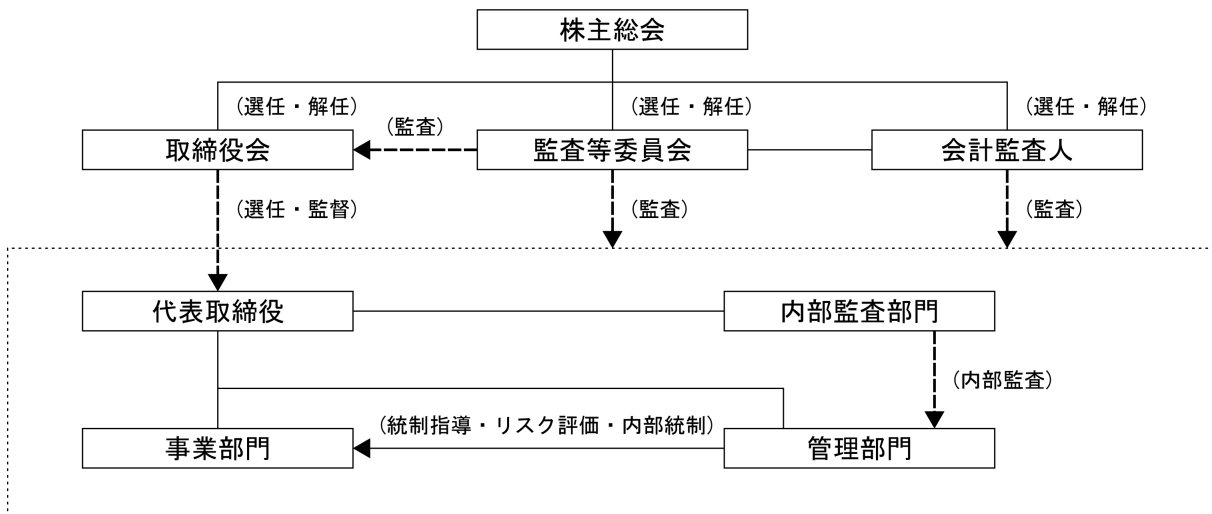 株主総会
(選任・解任)
(選任・解任)
(選任・解任)
(監査)
取締役会
監査等委員会
会計監査人
(選任・監督)
(監査)
(監査)
代表取締役
内部監査部門
(内部監査)
(統制指導・リスク評価・内部統制)
事業部門
管理部門